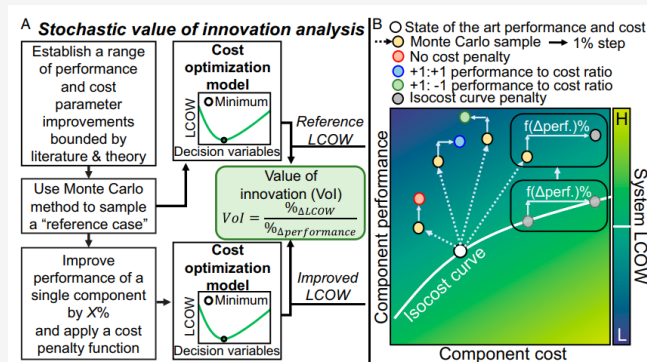 A
Stochastic value of innovation analysis
Establish a range
of performance
and cost
parameter
improvements
bounded by
literature & theory
Use Monte Carlo
method to sample
a “reference case”
Improve
performance of a
single component
by X%
and apply a cost
penalty function
Cost
optimization
model
Minimum
LCOW
Decision variables
Reference
LCOW
Value of
innovation (VoI)
VoI = %ΔLCOW / %Δperformance
Cost
optimization
model
Minimum
LCOW
Decision variables
Improved
LCOW
B
State of the art performance and cost
Monte Carlo sample
1% step
No cost penalty
+1:+1 performance to cost ratio
+1: -1 performance to cost ratio
Isocost curve penalty
Component performance
f(Δperf.)%
f(Δperf.)%
Isocost curve
Component cost
H
System LCOW
L